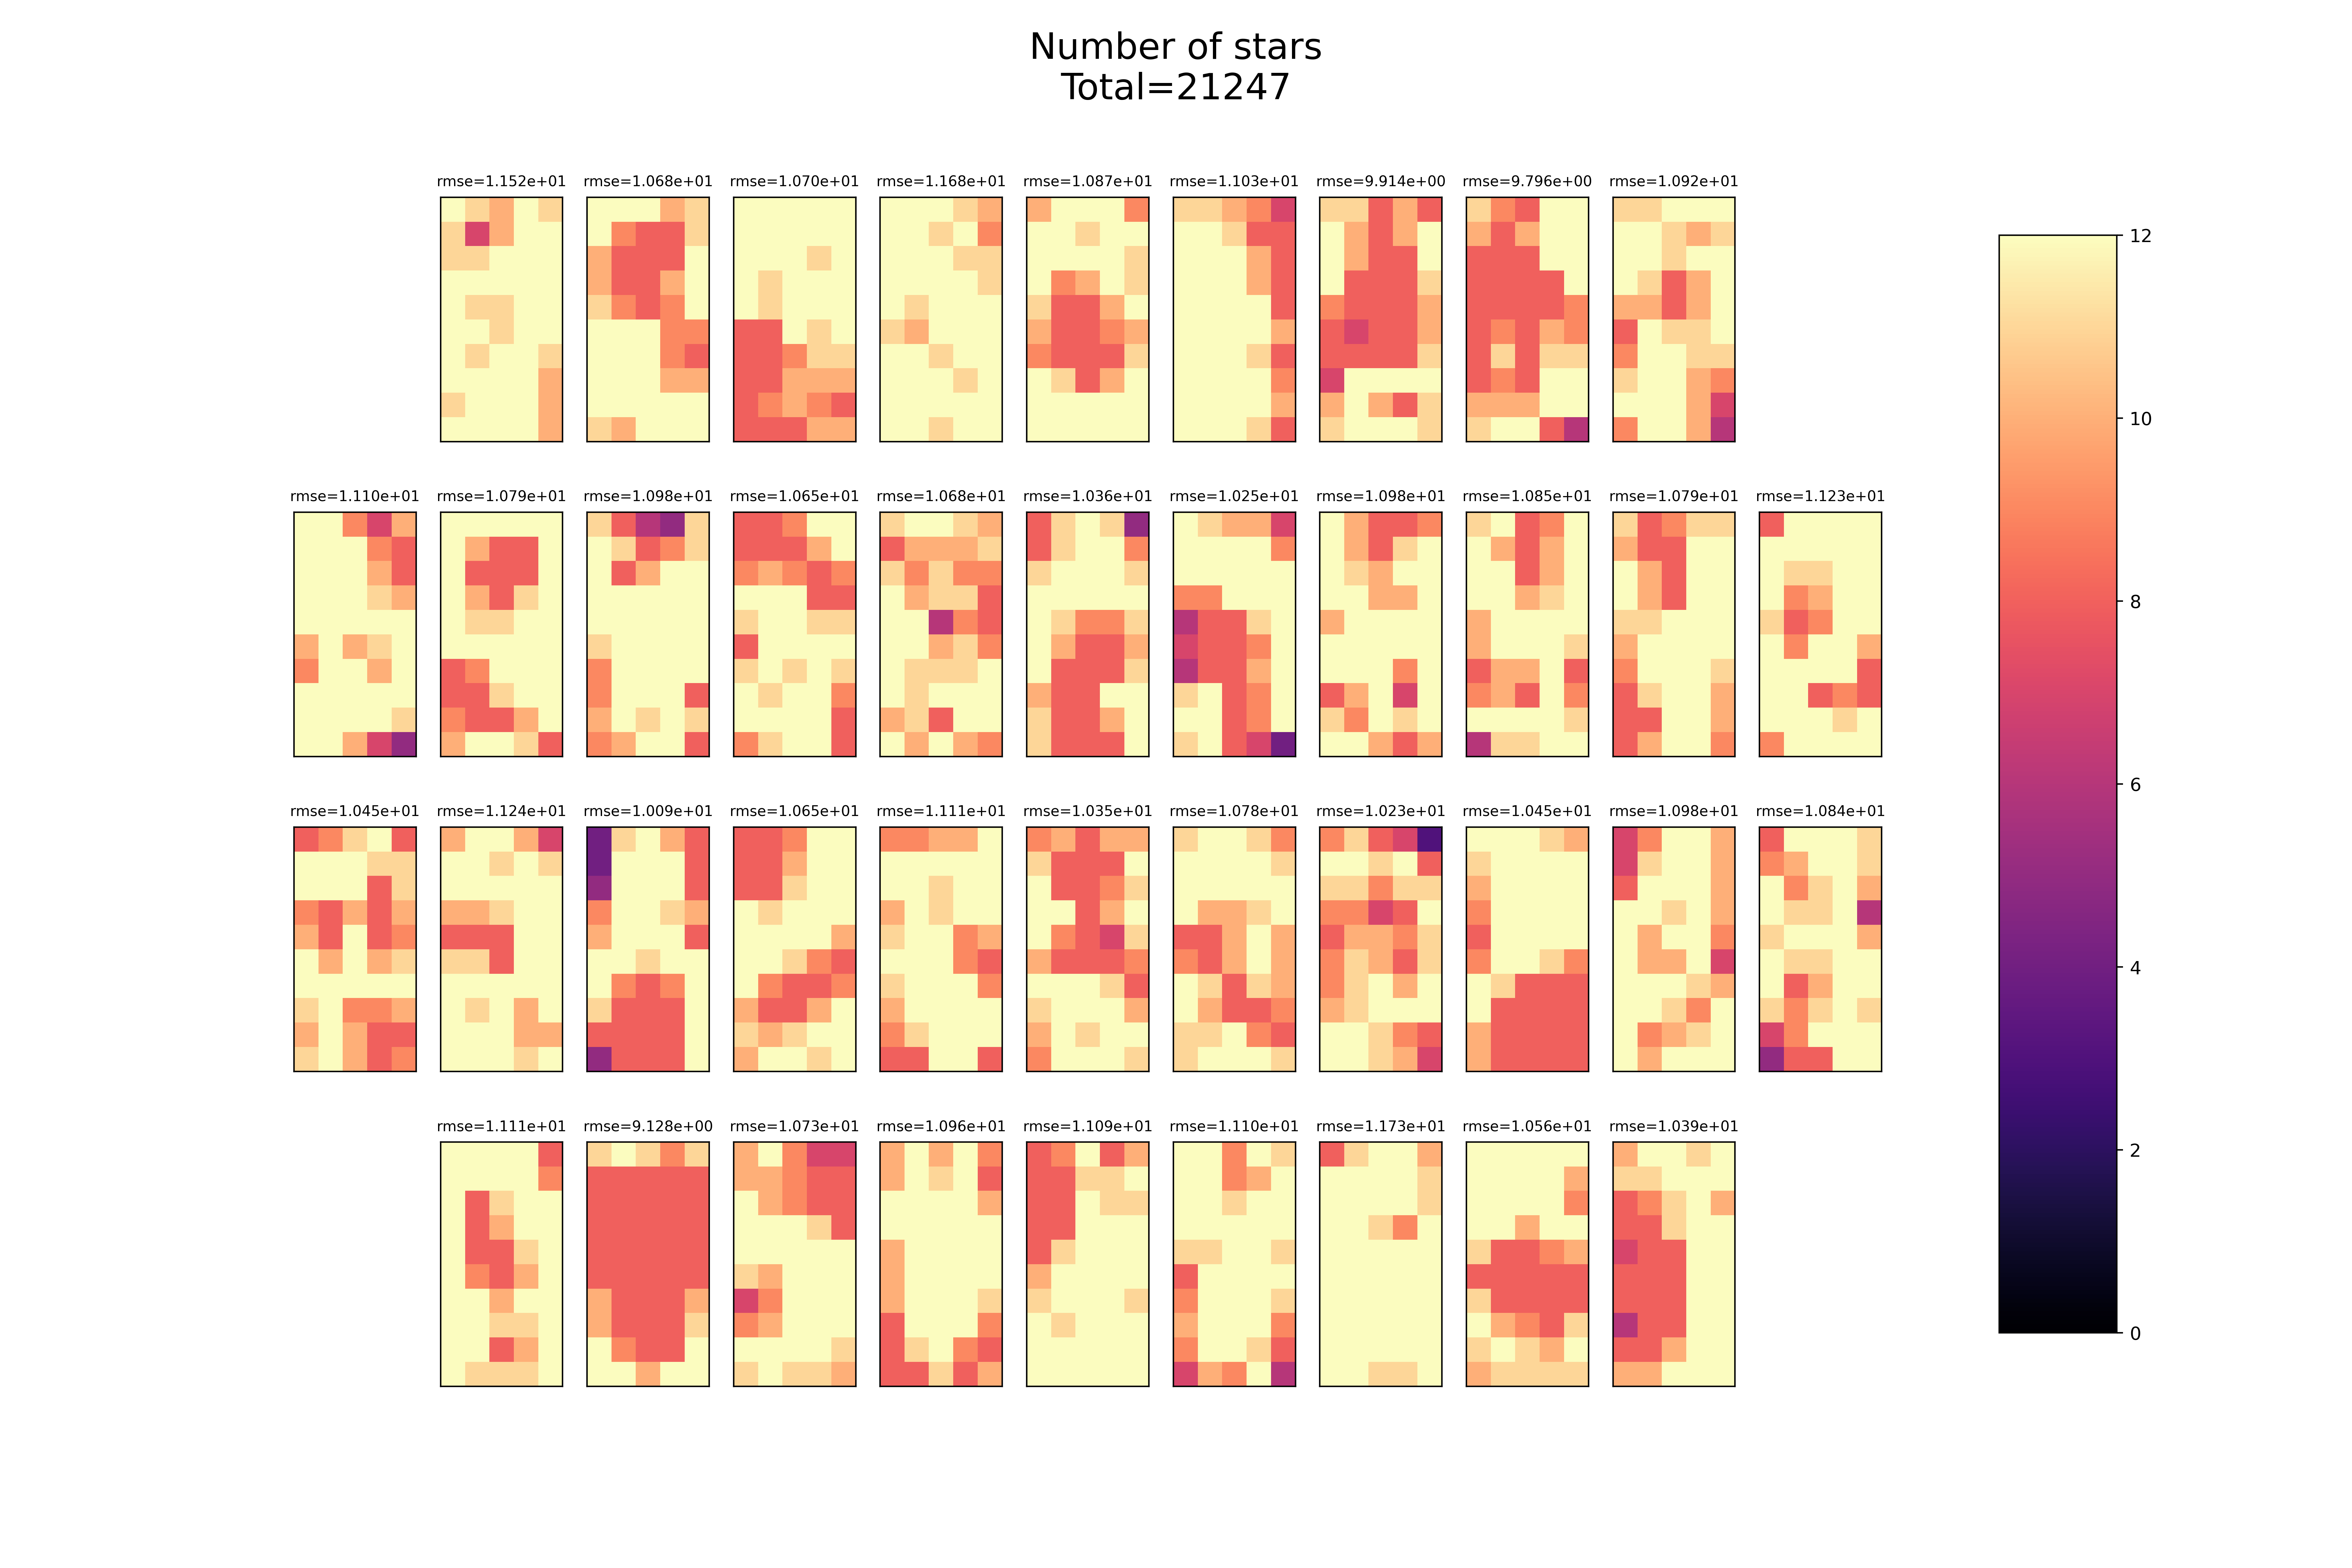 Number of stars
Total=21247
rmse=1.152e+01 rmse=1.068e+01 rmse=1.070e+01 rmse=1.168e+01 rmse=1.087e+01 rmse=1.103e+01 rmse=9.914e+00 rmse=9.796e+00 rmse=1.092e+01
rmse=1.110e+01 rmse=1.079e+01 rmse=1.098e+01 rmse=1.065e+01 rmse=1.068e+01 rmse=1.036e+01 rmse=1.025e+01 rmse=1.098e+01 rmse=1.085e+01 rmse=1.079e+01 rmse=1.123e+01
rmse=1.045e+01 rmse=1.124e+01 rmse=1.009e+01 rmse=1.065e+01 rmse=1.111e+01 rmse=1.035e+01 rmse=1.078e+01 rmse=1.023e+01 rmse=1.045e+01 rmse=1.098e+01 rmse=1.084e+01
rmse=1.111e+01 rmse=9.128e+00 rmse=1.073e+01 rmse=1.096e+01 rmse=1.109e+01 rmse=1.110e+01 rmse=1.173e+01 rmse=1.056e+01 rmse=1.039e+01
12
10
8
6
4
2
0